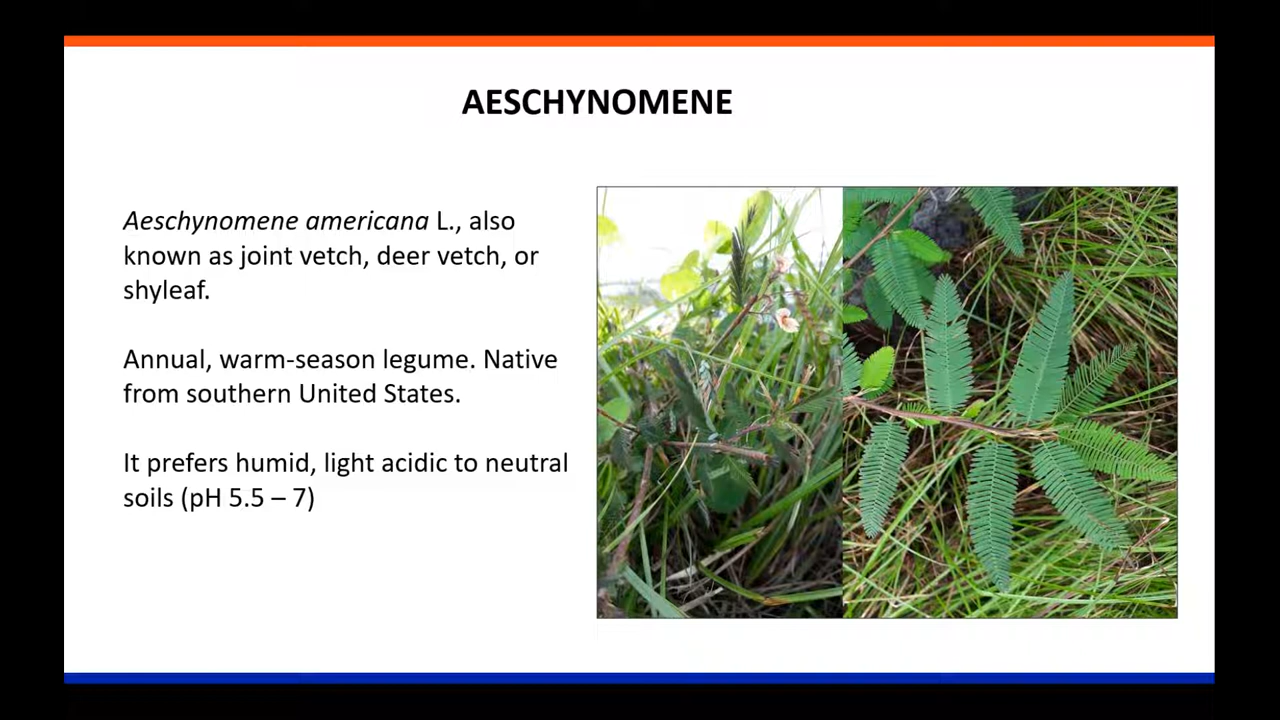 AESCHYNOMENE
Aeschynomene americana L., also
known as joint vetch, deer vetch, or
shyleaf.
Annual, warm-season legume. Native
from southern United States.
It prefers humid, light acidic to neutral
soils (pH 5.5 – 7)